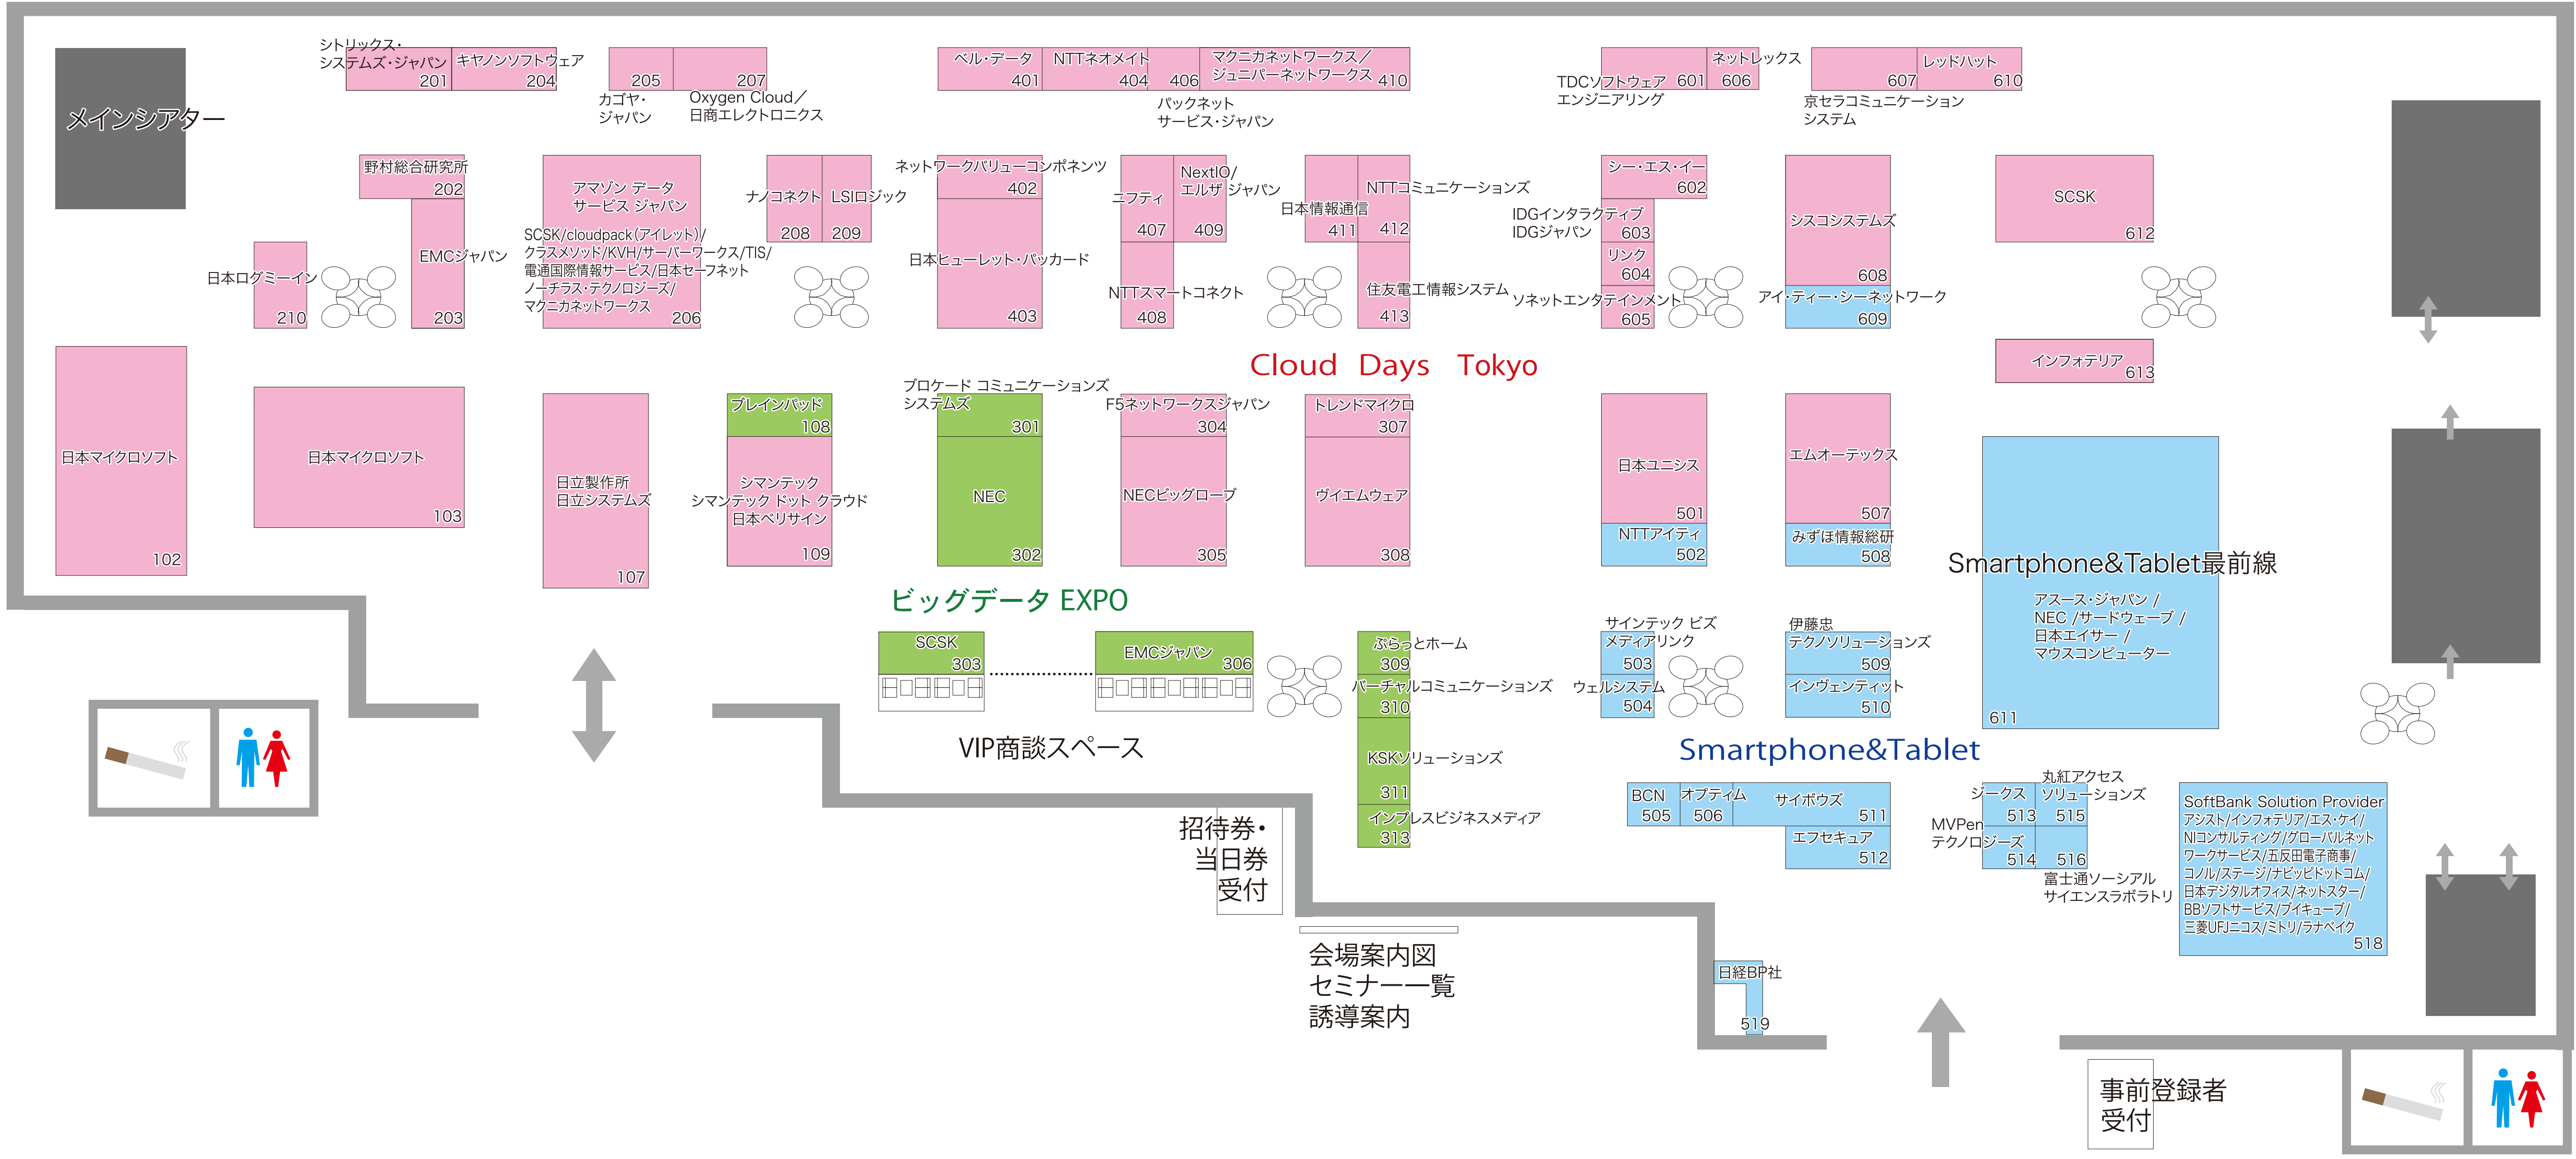 メインシアター
シトリックス・
システムズ・ジャパン
201
キヤノンソフトウェア
204
205
カゴヤ・
ジャパン
207
Oxygen Cloud／
日商エレクトロニクス
ベル・データ
401
NTTネオメイト
404
406
パックネット
サービス・ジャパン
マクニカネットワークス／
ジュニパーネットワークス
410
TDCソフトウェア
エンジニアリング
601
ネットレックス
606
607
京セラコミュニケーション
システム
レッドハット
610
野村総合研究所
202
EMCジャパン
203
日本ログミーイン
210
アマゾン データ
サービス ジャパン
SCSK/cloudpack(アイレット)/
クラスメソッド/KVH/サーバーワークス/TIS/
電通国際情報サービス/日本セーフネット
ノーチラス・テクノロジーズ/
マクニカネットワークス
206
ナノコネクト
208
LSIロジック
209
ネットワークバリューコンポネンツ
402
日本ヒューレット・パッカード
403
ニフティ
407
NextIO/
エルザ ジャパン
409
NTTスマートコネクト
408
日本情報通信
411
NTTコミュニケーションズ
412
住友電工情報システム
413
シー・エス・イー
602
IDGインタラクティブ
IDGジャパン
603
リンク
604
ソネットエンタテインメント
605
シスコシステムズ
608
アイ・ティー・シーネットワーク
609
SCSK
612
インフォテリア
613
Cloud Days Tokyo
日本マイクロソフト
102
日本マイクロソフト
103
日立製作所
日立システムズ
107
ブレインパッド
108
シマンテック
シマンテック ドット クラウド
日本ベリサイン
109
ブロケード コミュニケーションズ
システムズ
301
NEC
302
F5ネットワークスジャパン
304
NECビッグローブ
305
トレンドマイクロ
307
ヴイエムウェア
308
日本ユニシス
501
NTTアイティ
502
エムオーテックス
507
みずほ情報総研
508
Smartphone&Tablet最前線
アスース・ジャパン /
NEC /サードウェーブ /
日本エイサー /
マウスコンピューター
611
ビッグデータ EXPO
SCSK
303
EMCジャパン
306
VIP商談スペース
ぷらっとホーム
309
バーチャルコミュニケーションズ
310
KSKソリューションズ
311
インプレスビジネスメディア
313
サインテック ビズ
メディアリンク
503
ウェルシステム
504
伊藤忠
テクノソリューションズ
509
インヴェンティット
510
Smartphone&Tablet
BCN
505
オプティム
506
サイボウズ
511
エフセキュア
512
ジークス
513
丸紅アクセス
ソリューションズ
515
MVPen
テクノロジーズ
514
516
富士通ソーシアル
サイエンスラボラトリ
SoftBank Solution Provider
アシスト/インフォテリア/エス・ケイ/
NIコンサルティング/グローバルネット
ワークサービス/五反田電子商事/
コノル/ステージ/ナビッピドットコム/
日本デジタルオフィス/ネットスター/
BBソフトサービス/ブイキューブ/
三菱UFJニコス/ミトリ/ラナベイク
518
招待券・
当日券
受付
会場案内図
セミナー一覧
誘導案内
日経BP社
519
事前登録者
受付